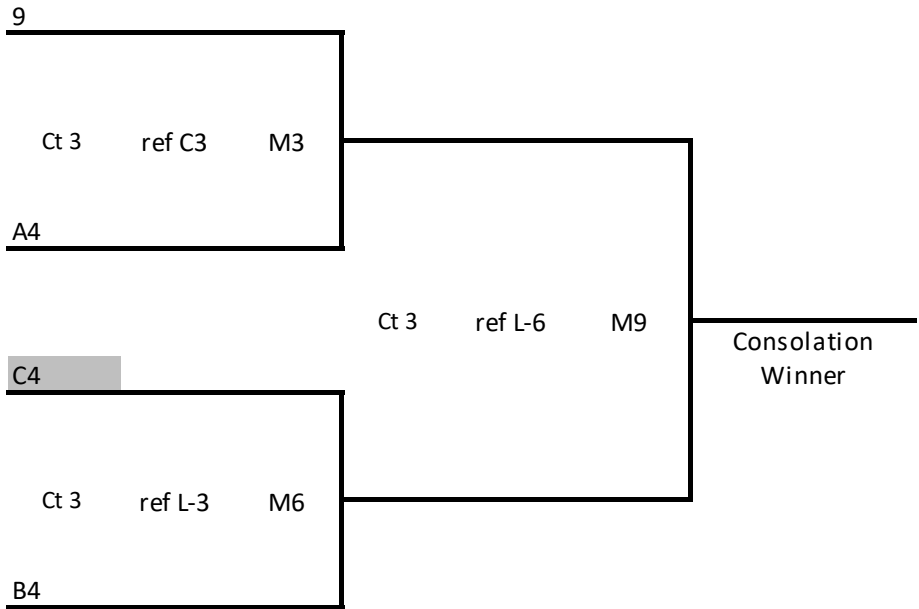 9
Ct 3 ref C3 M3
A4
Ct 3 ref L-6 M9
Consolation
Winner
C4
Ct 3 ref L-3 M6
B4